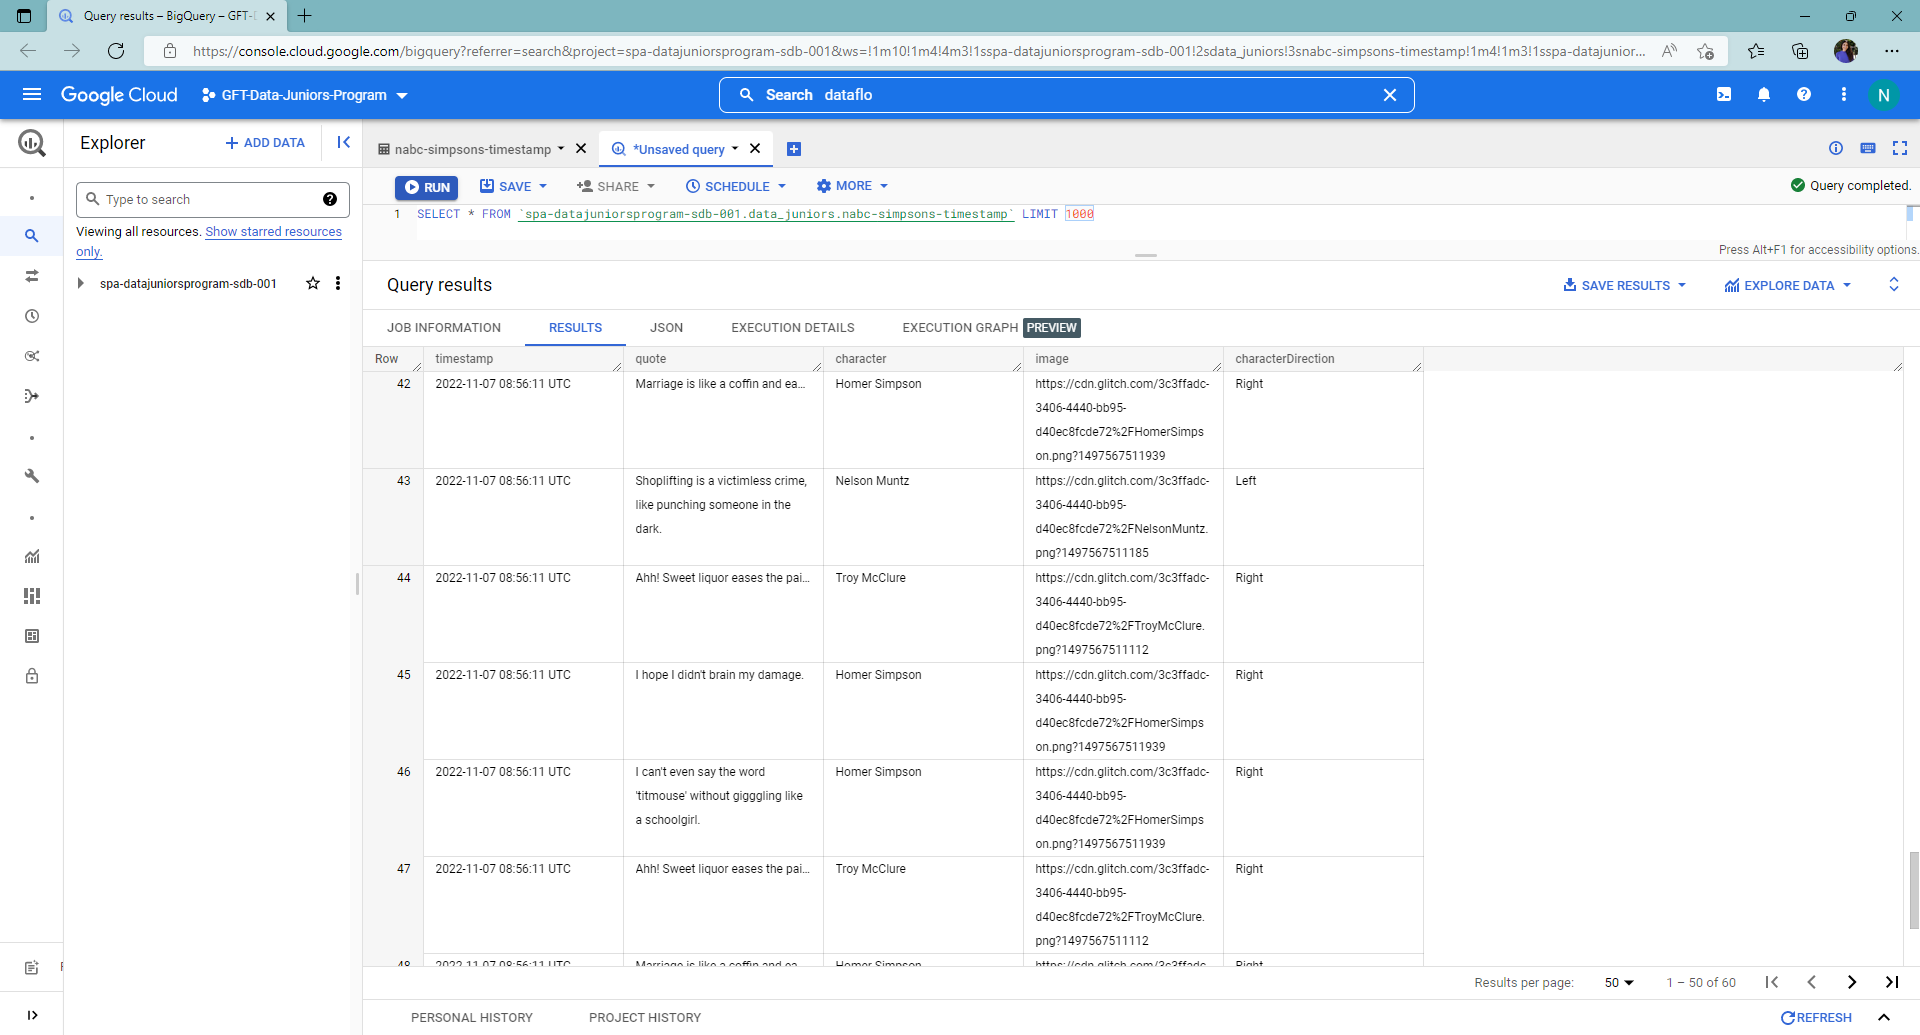 Query results – BigQuery – GFT-D
https://console.cloud.google.com/bigquery?referrer=search&project=spa-datajuniorsprogram-sdb-001&ws=!1m10!1m4!4m3!1sspa-datajuniorsprogram-sdb-001!2sdata_juniors!3snabc-simpsons-timestamp!1m4!1m3!1sspa-datajunior...
Google Cloud
GFT-Data-Juniors-Program
Search dataflo
N
Explorer
ADD DATA
nabc-simpsons-timestamp
*Unsaved query
Type to search
RUN
SAVE
SHARE
SCHEDULE
MORE
Query completed.
1 SELECT * FROM `spa-datajuniorsprogram-sdb-001.data_juniors.nabc-simpsons-timestamp` LIMIT 1000
Viewing all resources. Show starred resources
only.
Press Alt+F1 for accessibility options.
spa-datajuniorsprogram-sdb-001
Query results
SAVE RESULTS
EXPLORE DATA
JOB INFORMATION
RESULTS
JSON
EXECUTION DETAILS
EXECUTION GRAPH
PREVIEW
Row timestamp quote character image characterDirection
42 2022-11-07 08:56:11 UTC Marriage is like a coffin and ea... Homer Simpson https://cdn.glitch.com/3c3ffadc- Right
3406-4440-bb95-
d40ec8fcde72%2FHomerSimps
on.png?1497567511939
43 2022-11-07 08:56:11 UTC Shoplifting is a victimless crime, Nelson Muntz https://cdn.glitch.com/3c3ffadc- Left
like punching someone in the 3406-4440-bb95-
dark. d40ec8fcde72%2FNelsonMuntz.
png?1497567511185
44 2022-11-07 08:56:11 UTC Ahh! Sweet liquor eases the pai... Troy McClure https://cdn.glitch.com/3c3ffadc- Right
3406-4440-bb95-
d40ec8fcde72%2FTroyMcClure.
png?1497567511112
45 2022-11-07 08:56:11 UTC I hope I didn't brain my damage. Homer Simpson https://cdn.glitch.com/3c3ffadc- Right
3406-4440-bb95-
d40ec8fcde72%2FHomerSimps
on.png?1497567511939
46 2022-11-07 08:56:11 UTC I can't even say the word Homer Simpson https://cdn.glitch.com/3c3ffadc- Right
'titmouse' without gigggling like 3406-4440-bb95-
a schoolgirl. d40ec8fcde72%2FHomerSimps
on.png?1497567511939
47 2022-11-07 08:56:11 UTC Ahh! Sweet liquor eases the pai... Troy McClure https://cdn.glitch.com/3c3ffadc- Right
3406-4440-bb95-
d40ec8fcde72%2FTroyMcClure.
png?1497567511112
48 2022-11-07 08:56:11 UTC Marriage is like a coffin and ea... Homer Simpson https://cdn.glitch.com/3c3ffadc- Right
Results per page: 50 1 – 50 of 60
PERSONAL HISTORY
PROJECT HISTORY
REFRESH